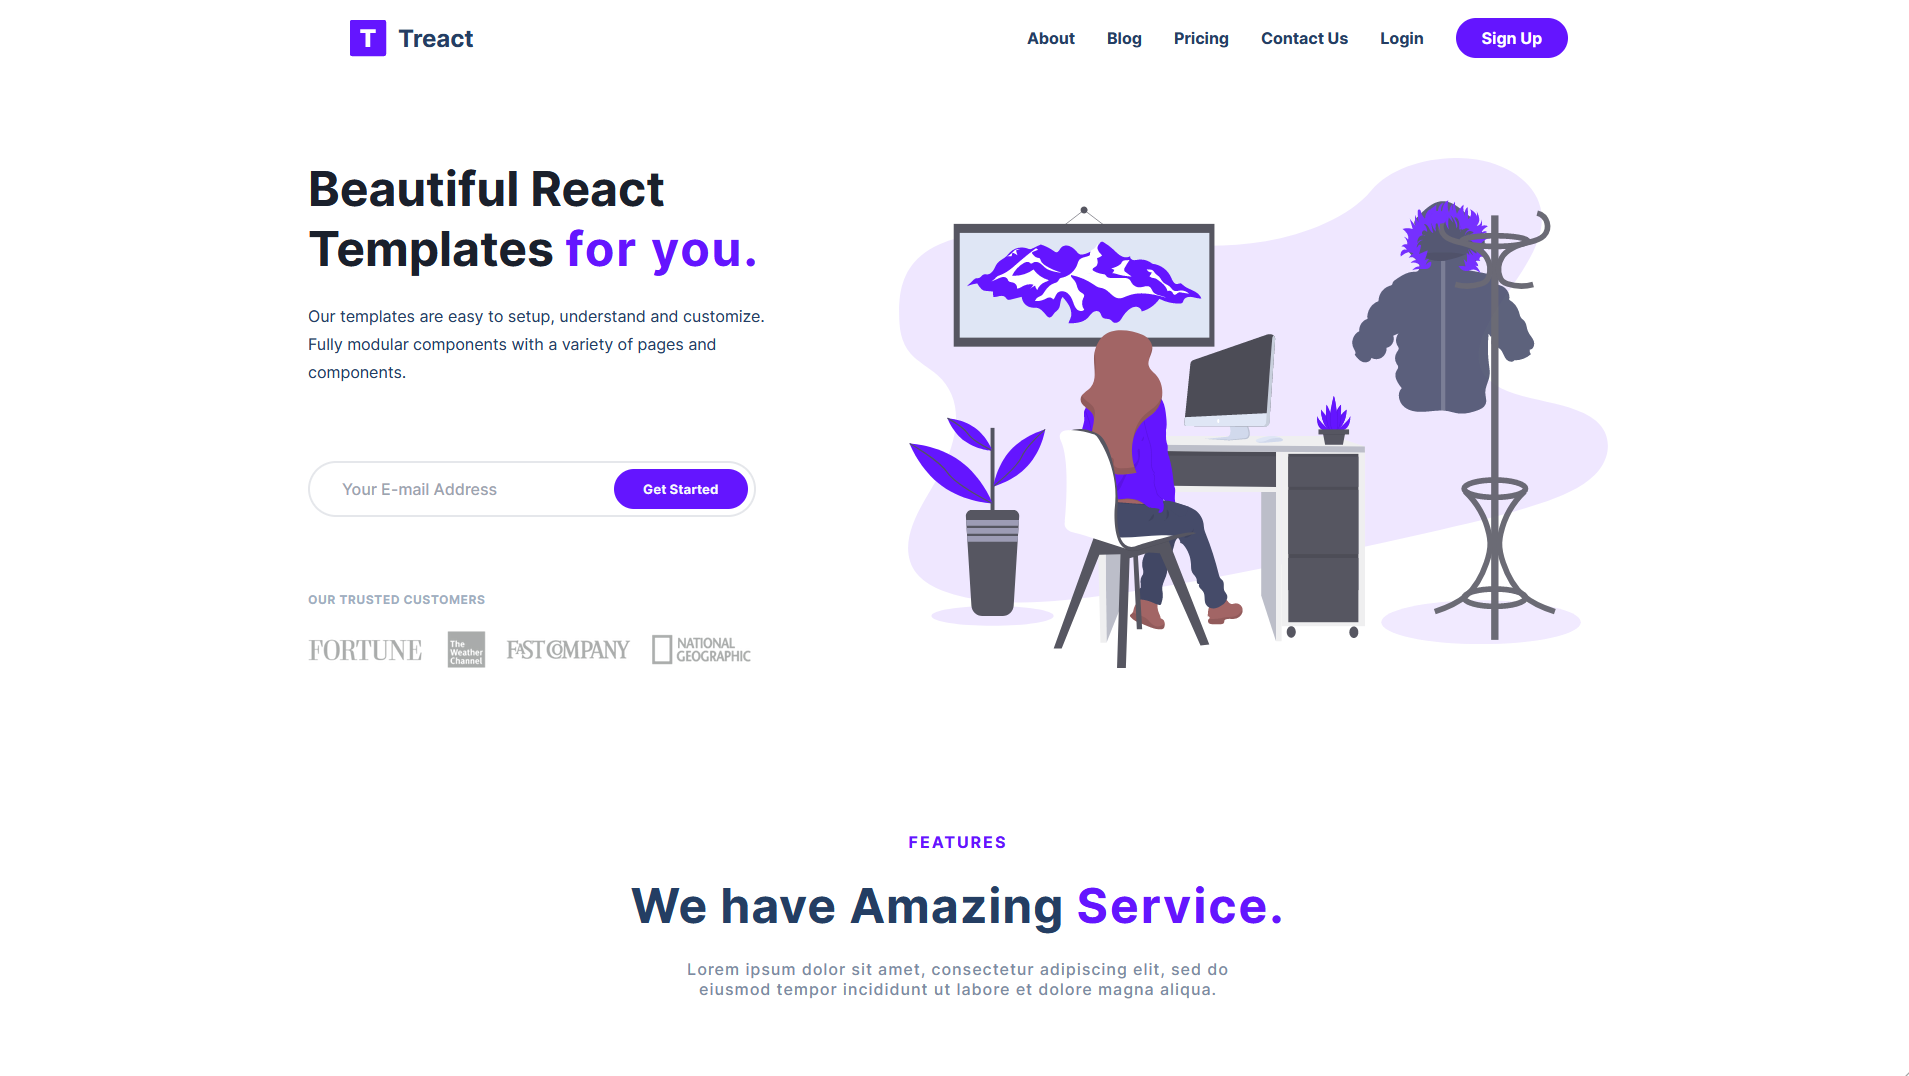 T Treact
About Blog Pricing Contact Us Login Sign Up
Beautiful React
Templates for you.
Our templates are easy to setup, understand and customize.
Fully modular components with a variety of pages and
components.
Your E-mail Address Get Started
OUR TRUSTED CUSTOMERS
FORTUNE
The
Weather
Channel
FAST COMPANY
NATIONAL
GEOGRAPHIC
FEATURES
We have Amazing Service.
Lorem ipsum dolor sit amet, consectetur adipiscing elit, sed do
eiusmod tempor incididunt ut labore et dolore magna aliqua.